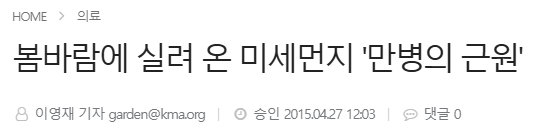 HOME > 의료
봄바람에 실려 온 미세먼지 '만병의 근원'
이영재 기자 garden@kma.org | 승인 2015.04.27 12:03 | 댓글 0